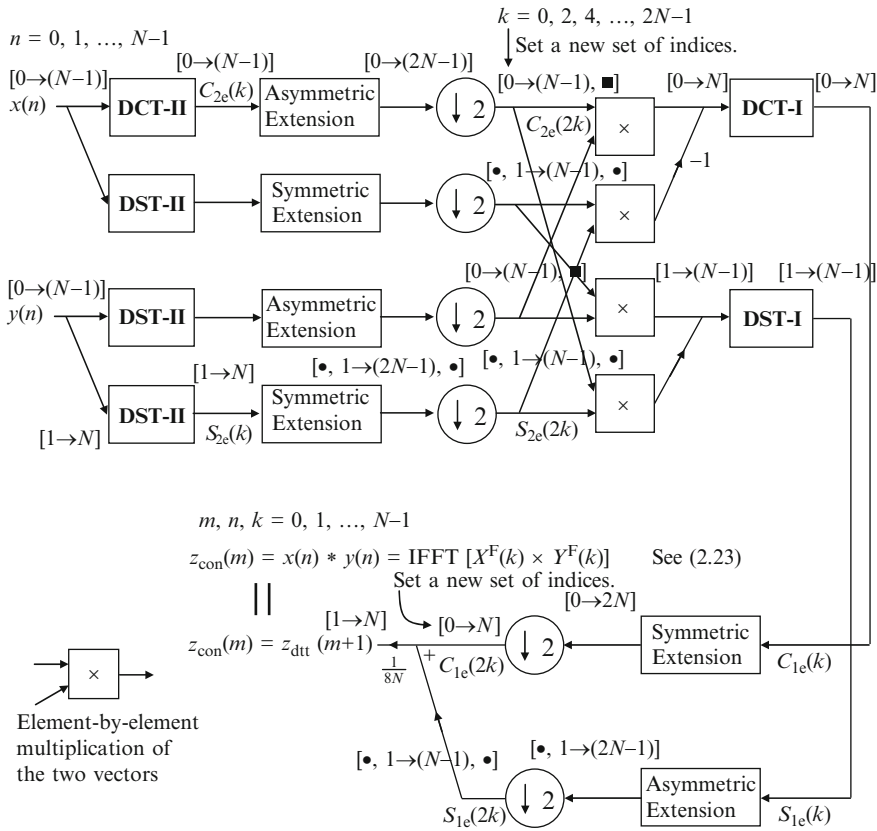 k = 0, 2, 4, …, 2N−1
n = 0, 1, …, N−1
Set a new set of indices.
[0→(N−1)]
[0→(2N−1)]
[0→N]
[0→N]
[0→(N−1)]
[0→(N−1), ■]
C2e(k)
x(n)
DCT-II
Asymmetric
Extension
↓ 2
C2e(2k)
×
DCT-I
−1
[•, 1→(N−1), •]
DST-II
Symmetric
Extension
↓ 2
×
[0→(N−1)]
[0→(N−1), ■]
[1→(N−1)]
[1→(N−1)]
y(n)
DST-II
Asymmetric
Extension
↓ 2
×
DST-I
[1→N]
[•, 1→(2N−1), •]
[•, 1→(N−1), •]
DST-II
Symmetric
Extension
↓ 2
×
[1→N]
S2e(k)
S2e(2k)
m, n, k = 0, 1, …, N−1
zcon(m) = x(n) * y(n) = IFFT [X^F(k) × Y^F(k)] See (2.23)
Set a new set of indices.
||
[1→N]
[0→N]
[0→2N]
zcon(m) = zdtt (m+1)
+
↓ 2
Symmetric
Extension
1/8N
C1e(2k)
C1e(k)
×
Element-by-element
multiplication of
the two vectors
[•, 1→(N−1), •]
[•, 1→(2N−1)]
↓ 2
Asymmetric
Extension
S1e(2k)
S1e(k)